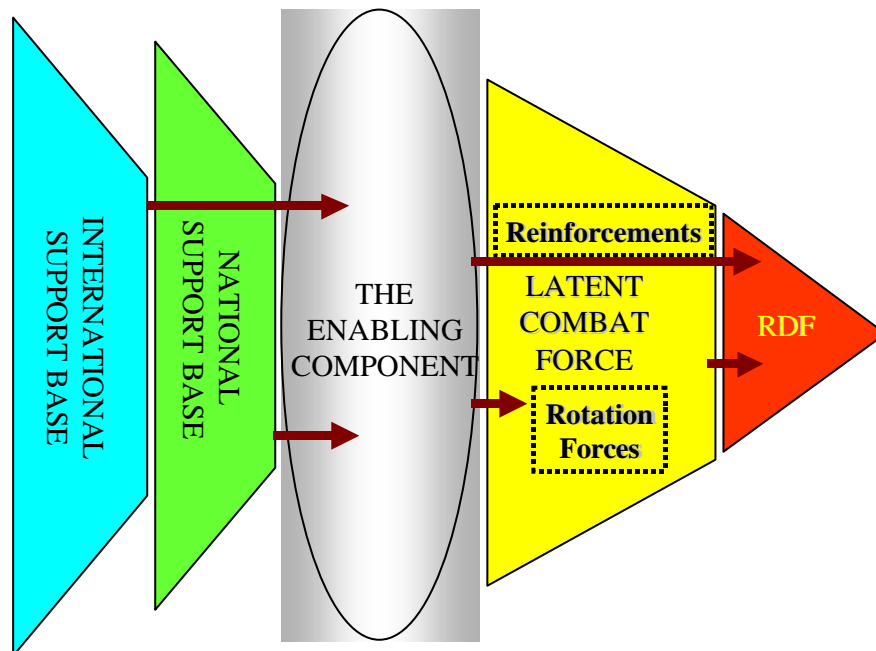 INTERNATIONAL
SUPPORT BASE
NATIONAL
SUPPORT BASE
THE
ENABLING
COMPONENT
Reinforcements
LATENT
COMBAT
FORCE
Rotation
Forces
RDF